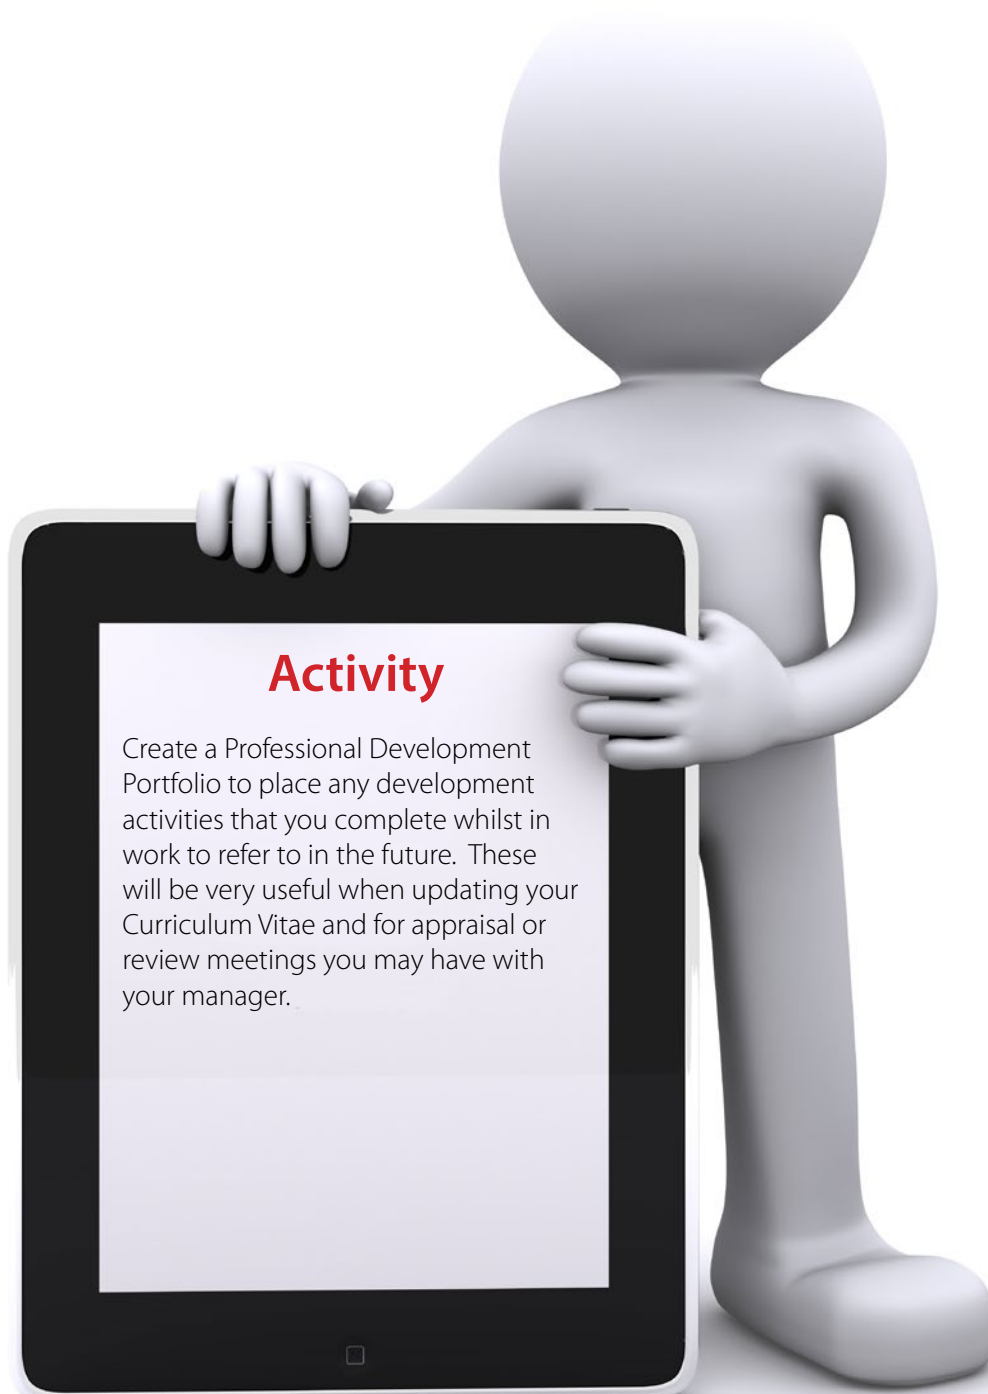 Activity
Create a Professional Development
Portfolio to place any development
activities that you complete whilst in
work to refer to in the future.  These
will be very useful when updating your
Curriculum Vitae and for appraisal or
review meetings you may have with
your manager.